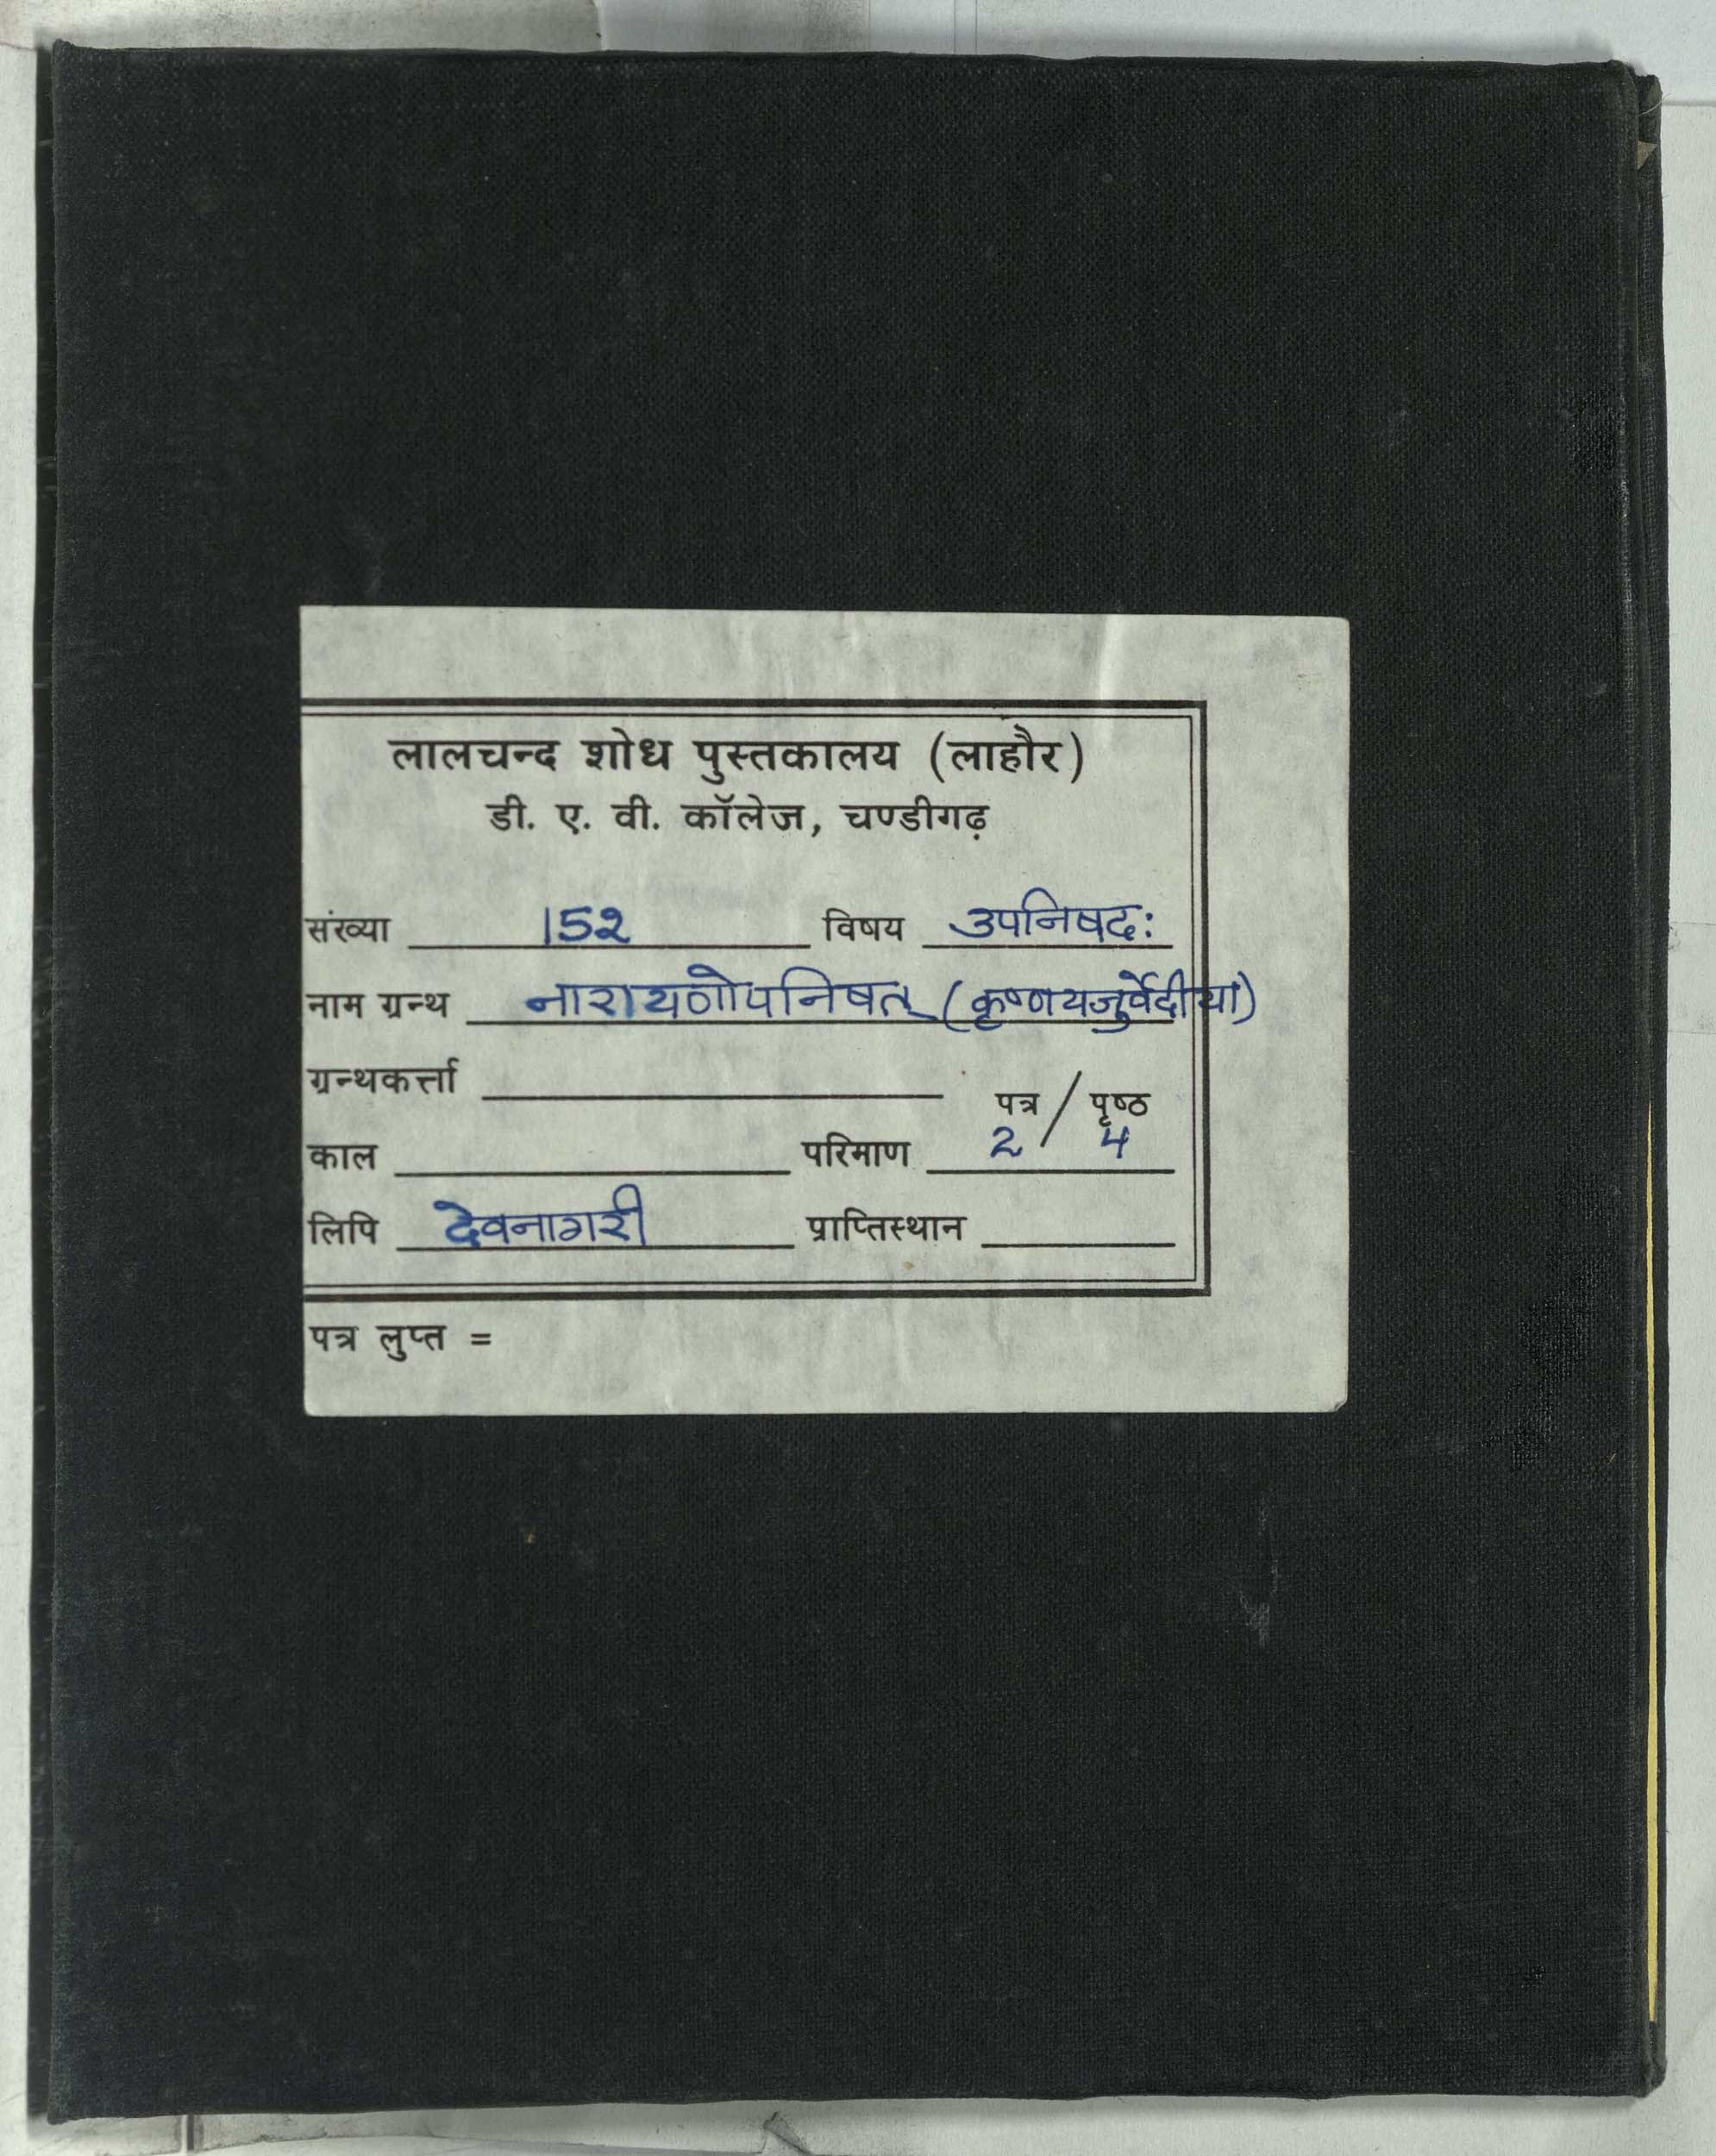 लालचन्द शोध पुस्तकालय (लाहौर)
डी. ए. वी. कॉलेज, चण्डीगढ़
संख्या 152 विषय उपनिषद:
नाम ग्रन्थ नारायणोपनिषत् (कृष्णयजुर्वेदीया)
ग्रन्थकर्त्ता
पत्र / पृष्ठ
काल परिमाण 2 / 4
लिपि देवनागरी प्राप्तिस्थान
पत्र लुप्त =